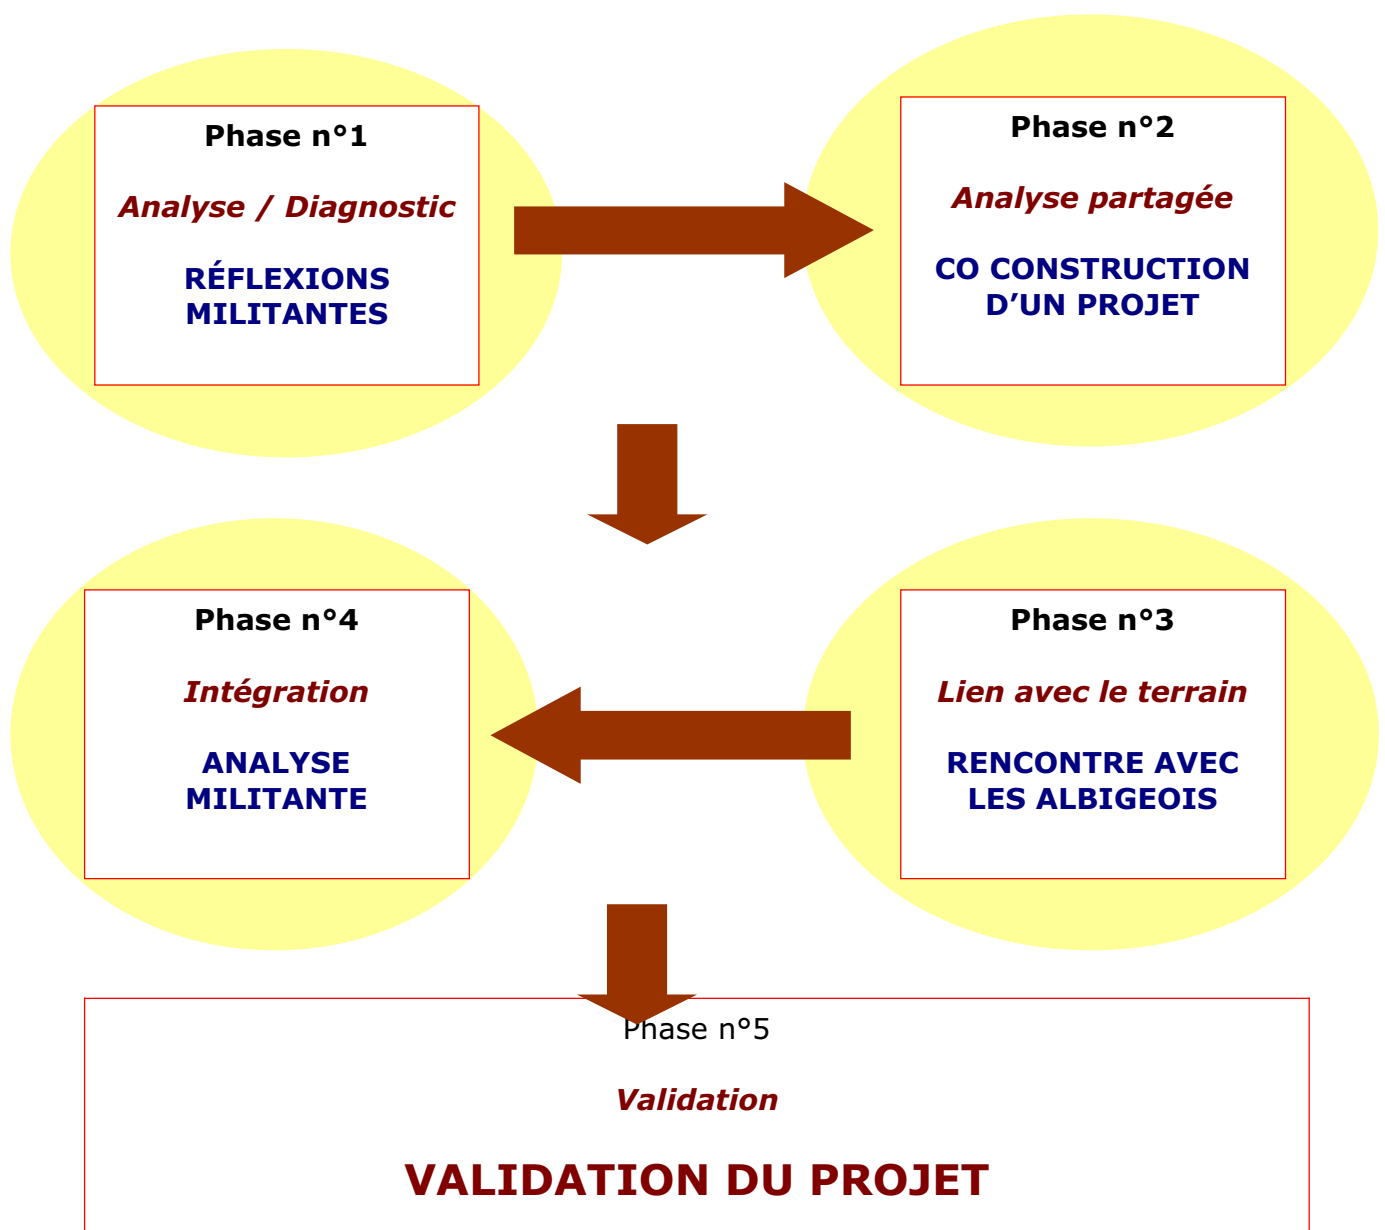 Phase n°1
Analyse / Diagnostic
RÉFLEXIONS
MILITANTES
Phase n°2
Analyse partagée
CO CONSTRUCTION
D’UN PROJET
Phase n°4
Intégration
ANALYSE
MILITANTE
Phase n°3
Lien avec le terrain
RENCONTRE AVEC
LES ALBIGEOIS
Phase n°5
Validation
VALIDATION DU PROJET